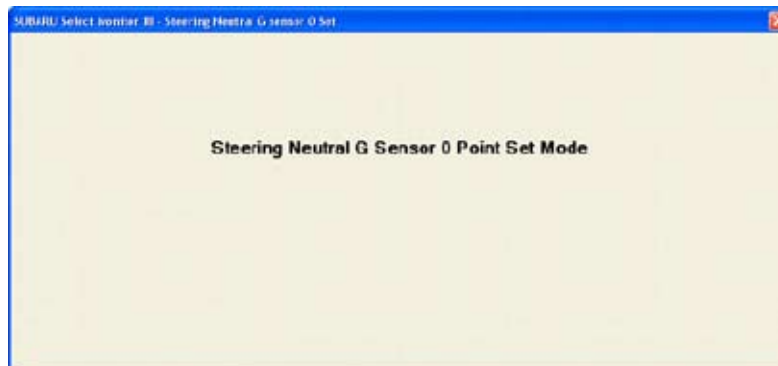 SUBARU Select Monitor III - Steering Neutral G sensor 0 Set
Steering Neutral G Sensor 0 Point Set Mode